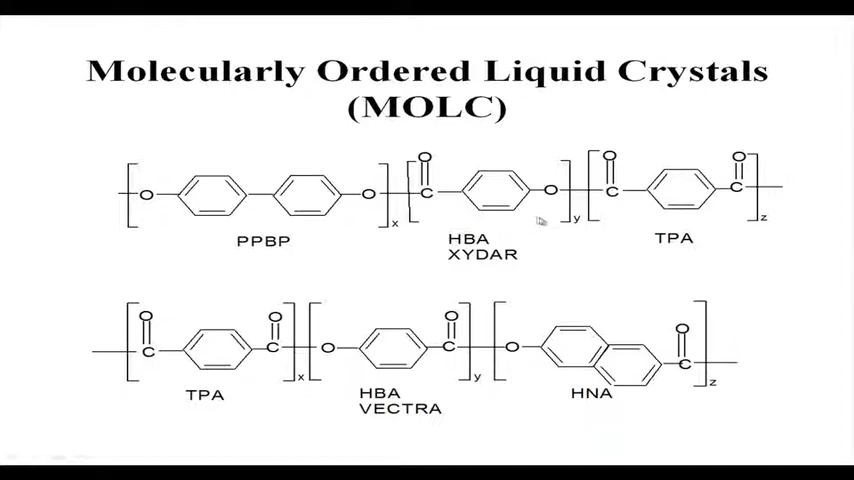 Molecularly Ordered Liquid Crystals
(MOLC)
O O x C O O y C O C O z
PPBP HBA TPA
XYDAR
C O C O x O C O y O C O z
TPA HBA HNA
VECTRA